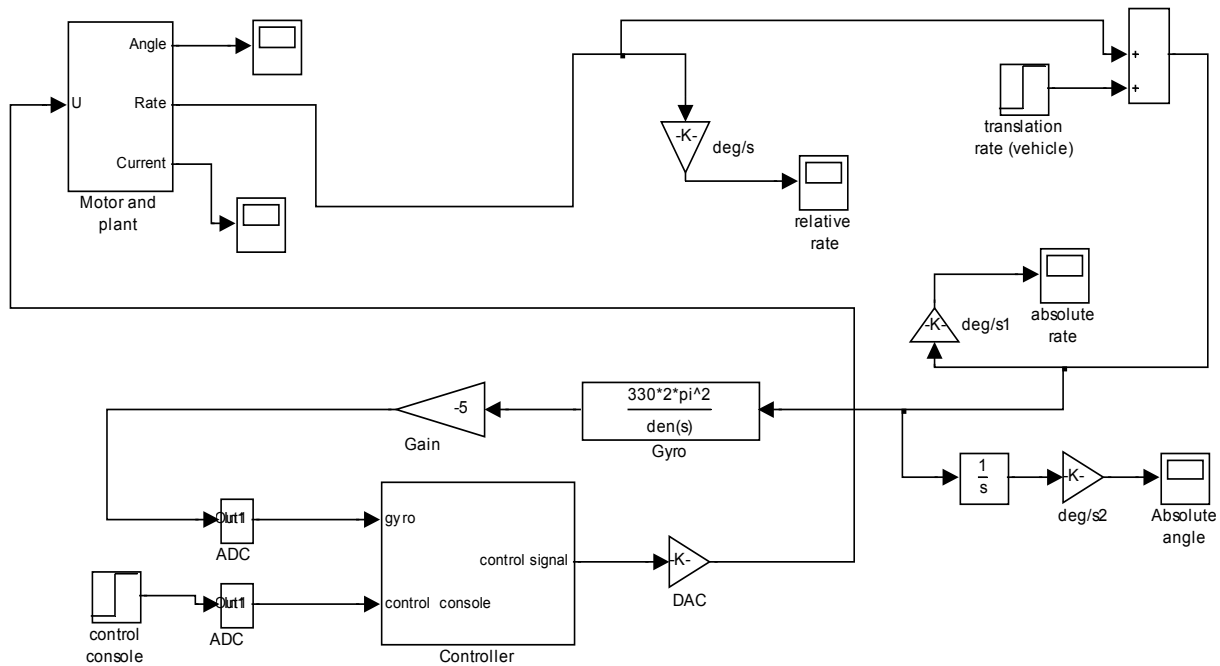 Angle
U
Rate
Current
Motor and
plant
-K-
deg/s
relative
rate
translation
rate (vehicle)
+
+
-K-
deg/s1
absolute
rate
-5
Gain
330*2*pi^2
den(s)
Gyro
1
s
-K-
deg/s2
Absolute
angle
ADC
gyro
control signal
control console
Controller
-K-
DAC
ADC
control
console